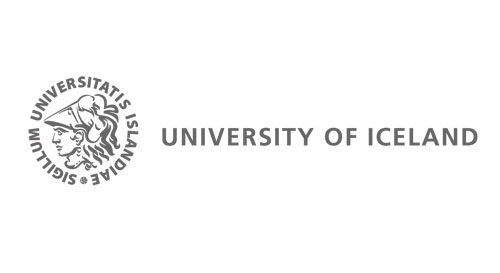 SIGILLUM UNIVERSITATIS ISLANDIAE
UNIVERSITY OF ICELAND